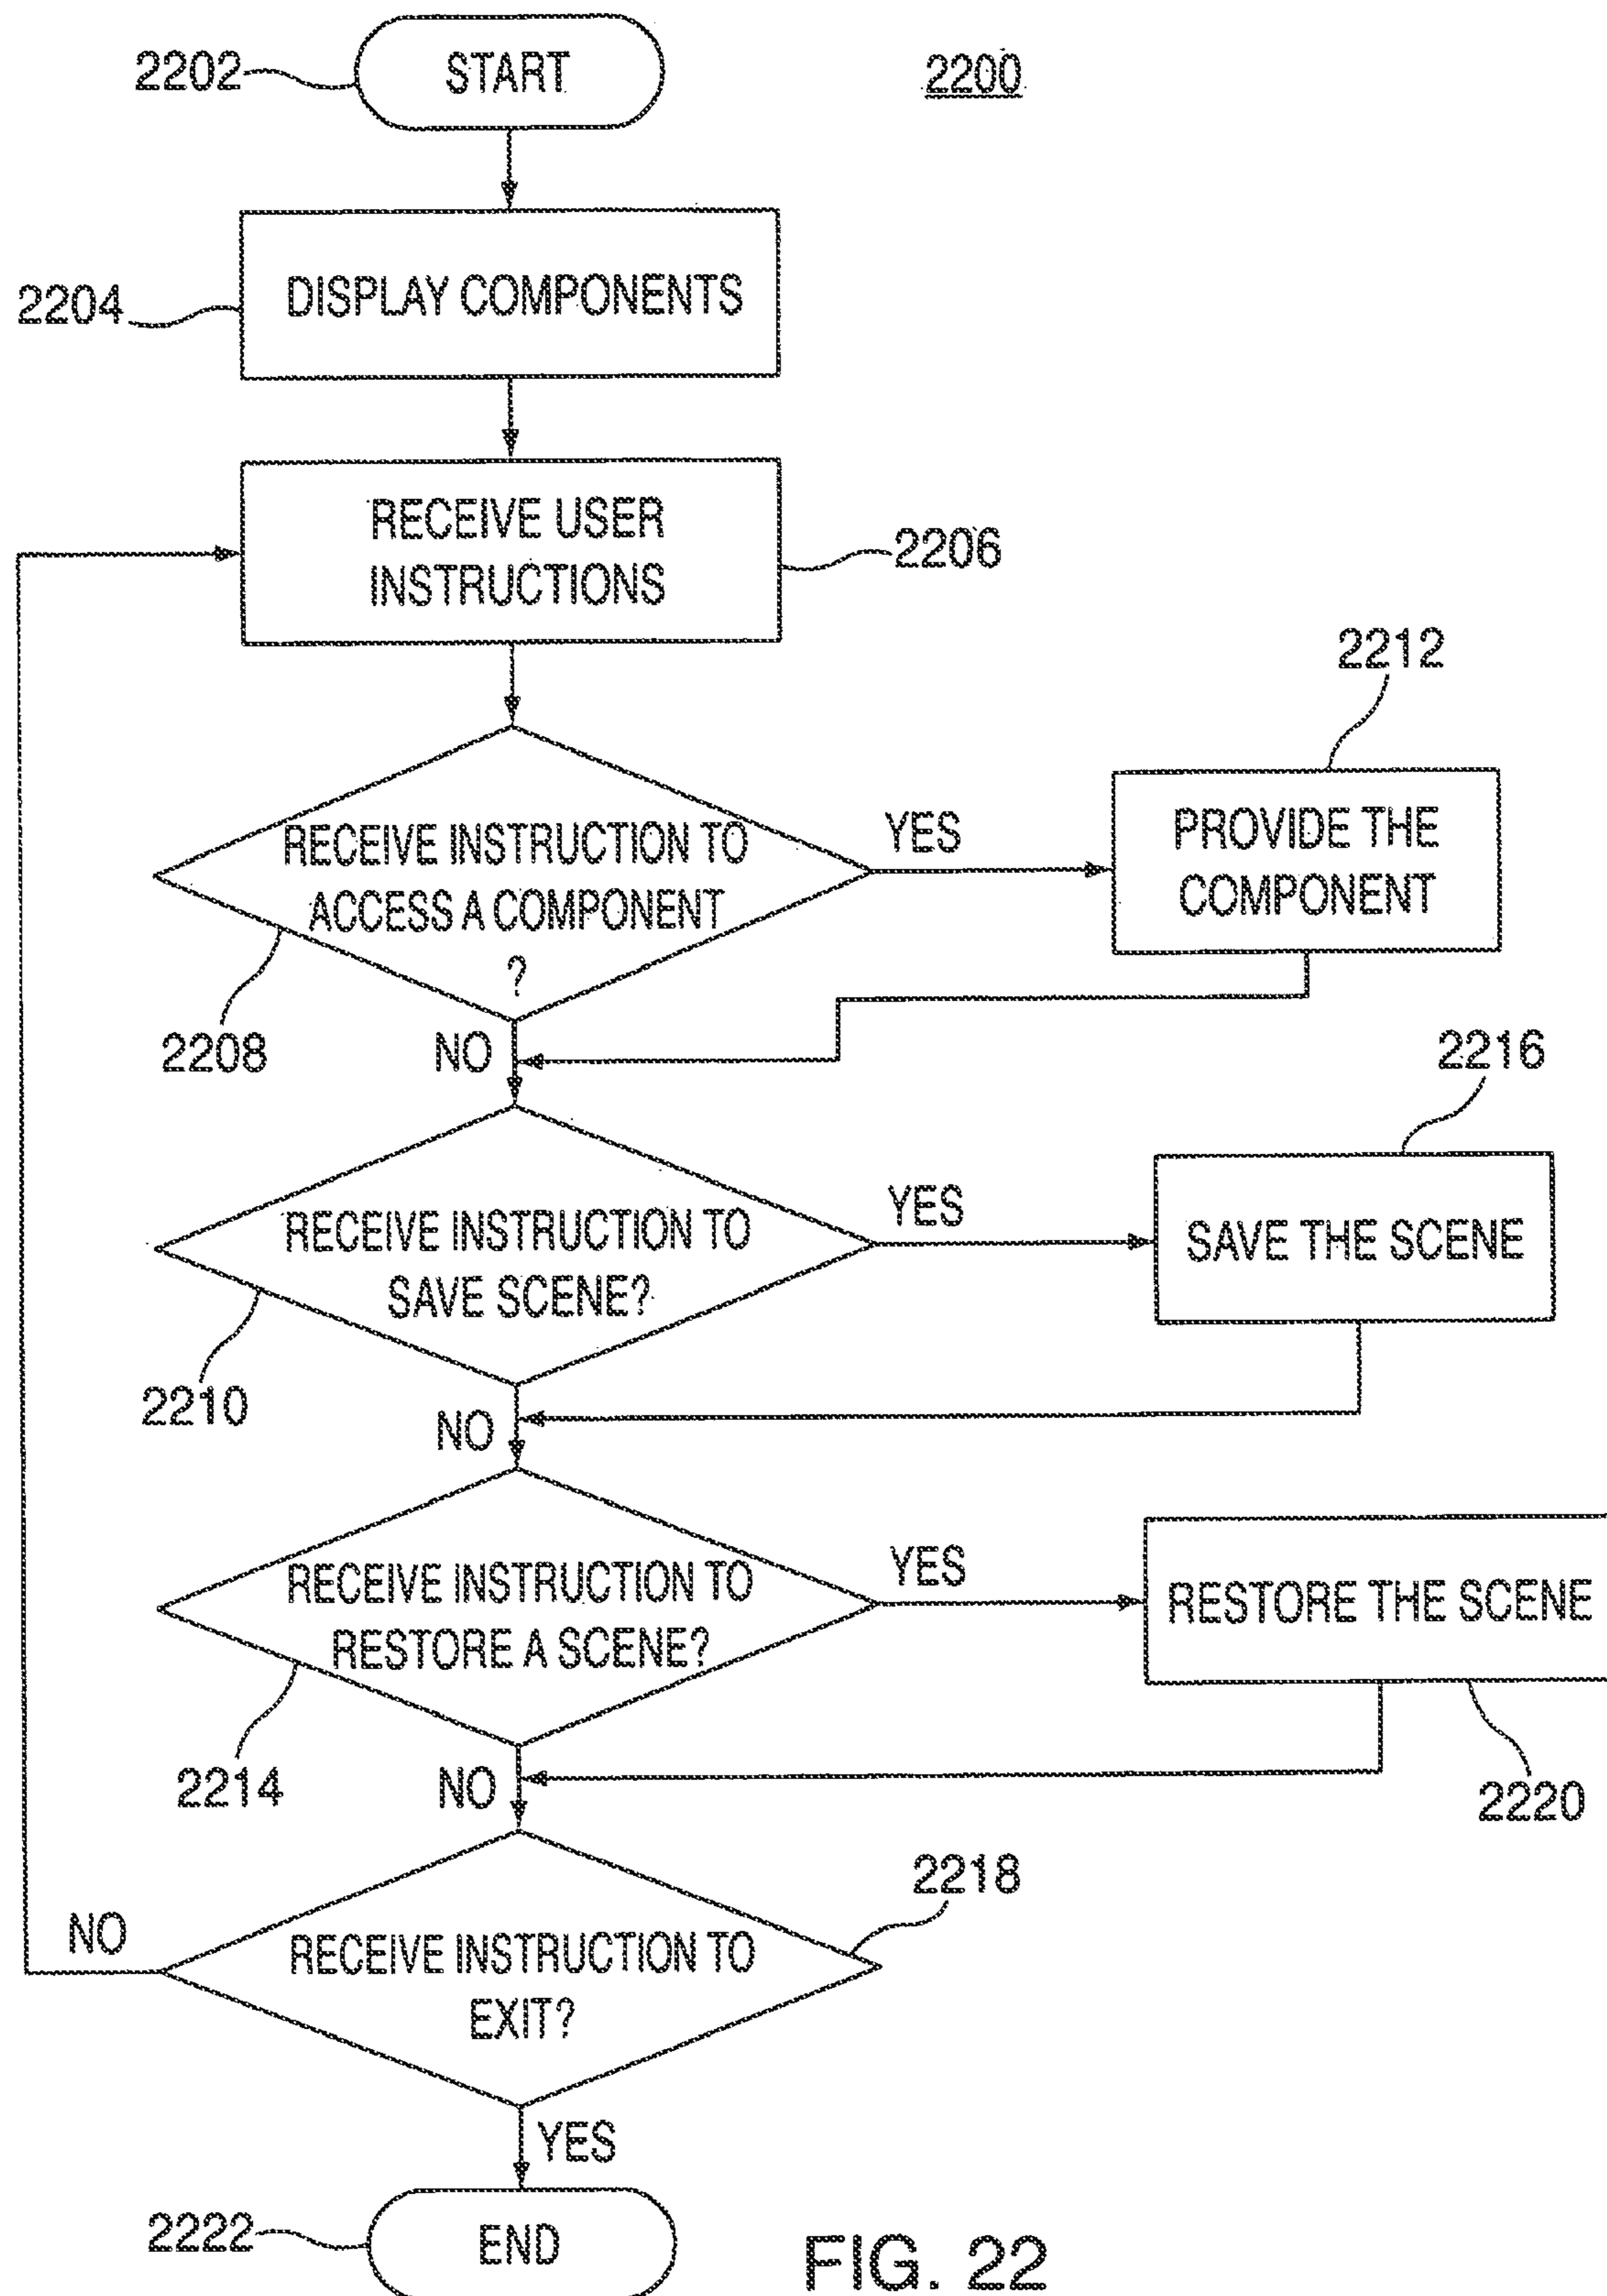 2202
START
2200
2204
DISPLAY COMPONENTS
RECEIVE USER
INSTRUCTIONS
2206
2212
RECEIVE INSTRUCTION TO
ACCESS A COMPONENT
?
YES
PROVIDE THE
COMPONENT
2208
NO
2216
RECEIVE INSTRUCTION TO
SAVE SCENE?
YES
SAVE THE SCENE
2210
NO
RECEIVE INSTRUCTION TO
RESTORE A SCENE?
YES
RESTORE THE SCENE
2214
NO
2220
2218
NO
RECEIVE INSTRUCTION TO
EXIT?
YES
2222
END
FIG. 22